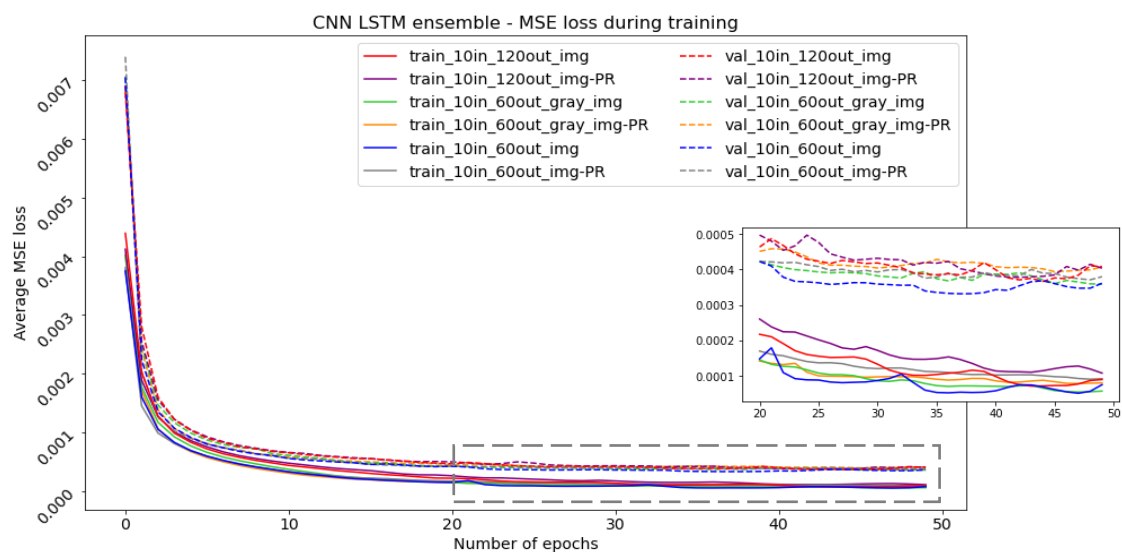 CNN LSTM ensemble - MSE loss during training
train_10in_120out_img
train_10in_120out_img-PR
train_10in_60out_gray_img
train_10in_60out_gray_img-PR
train_10in_60out_img
train_10in_60out_img-PR
val_10in_120out_img
val_10in_120out_img-PR
val_10in_60out_gray_img
val_10in_60out_gray_img-PR
val_10in_60out_img
val_10in_60out_img-PR
Average MSE loss
0.007
0.006
0.005
0.004
0.003
0.002
0.001
0.000
0 10 20 30 40 50
Number of epochs
0.0005
0.0004
0.0003
0.0002
0.0001
20 25 30 35 40 45 50